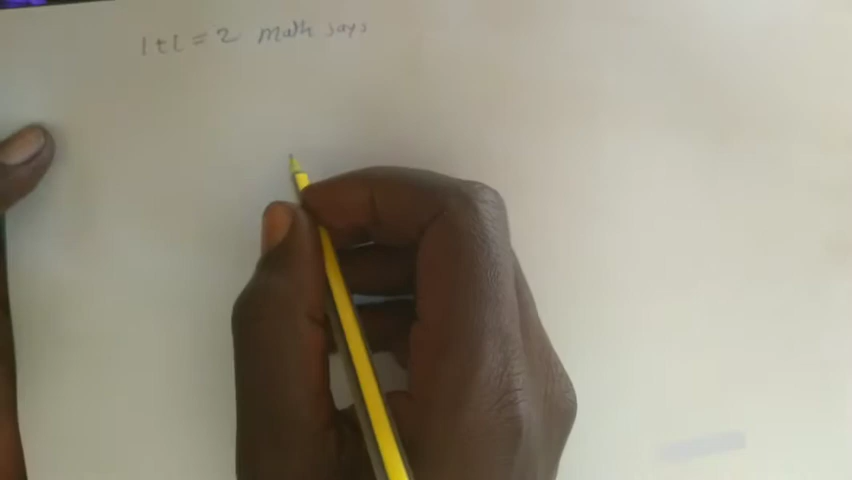 1+1 = 2 math says